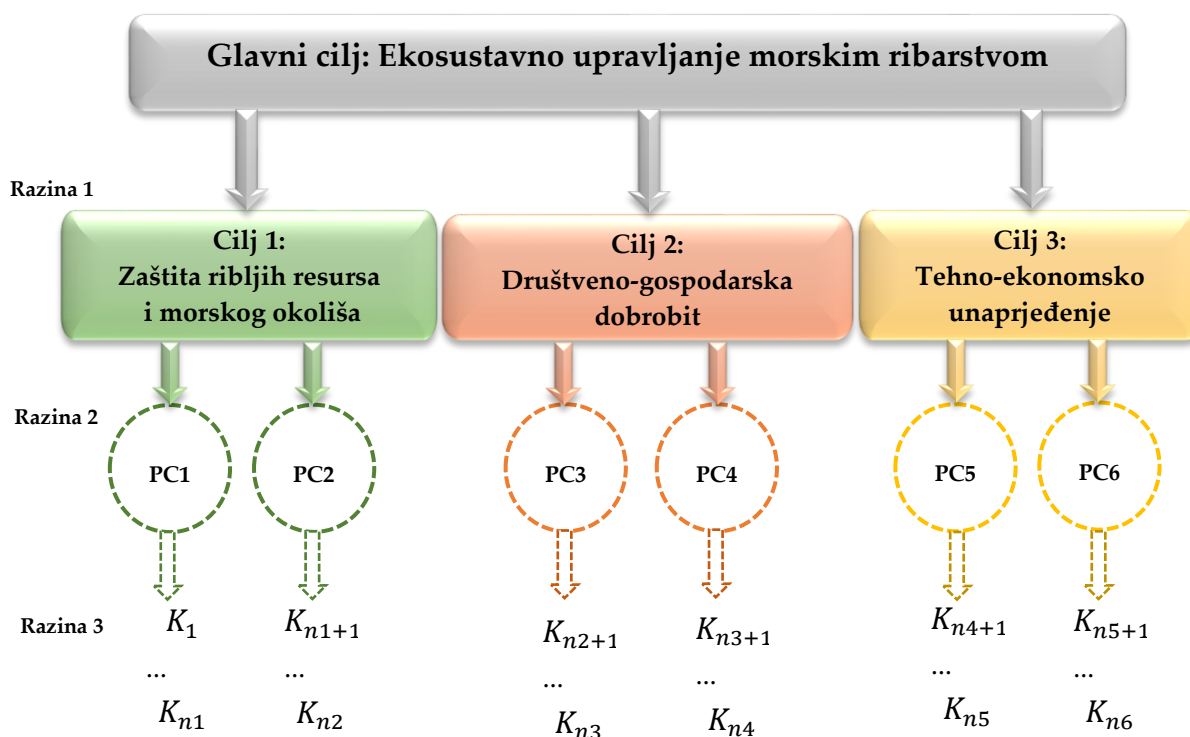 Glavni cilj: Ekosustavno upravljanje morskim ribarstvom
Razina 1
Cilj 1:
Zaštita ribljih resursa
i morskog okoliša
Cilj 2:
Društveno-gospodarska
dobrobit
Cilj 3:
Tehno-ekonomsko
unaprjeđenje
Razina 2
PC1
PC2
PC3
PC4
PC5
PC6
Razina 3
K1
...
Kn1
Kn1+1
...
Kn2
Kn2+1
...
Kn3
Kn3+1
...
Kn4
Kn4+1
...
Kn5
Kn5+1
...
Kn6